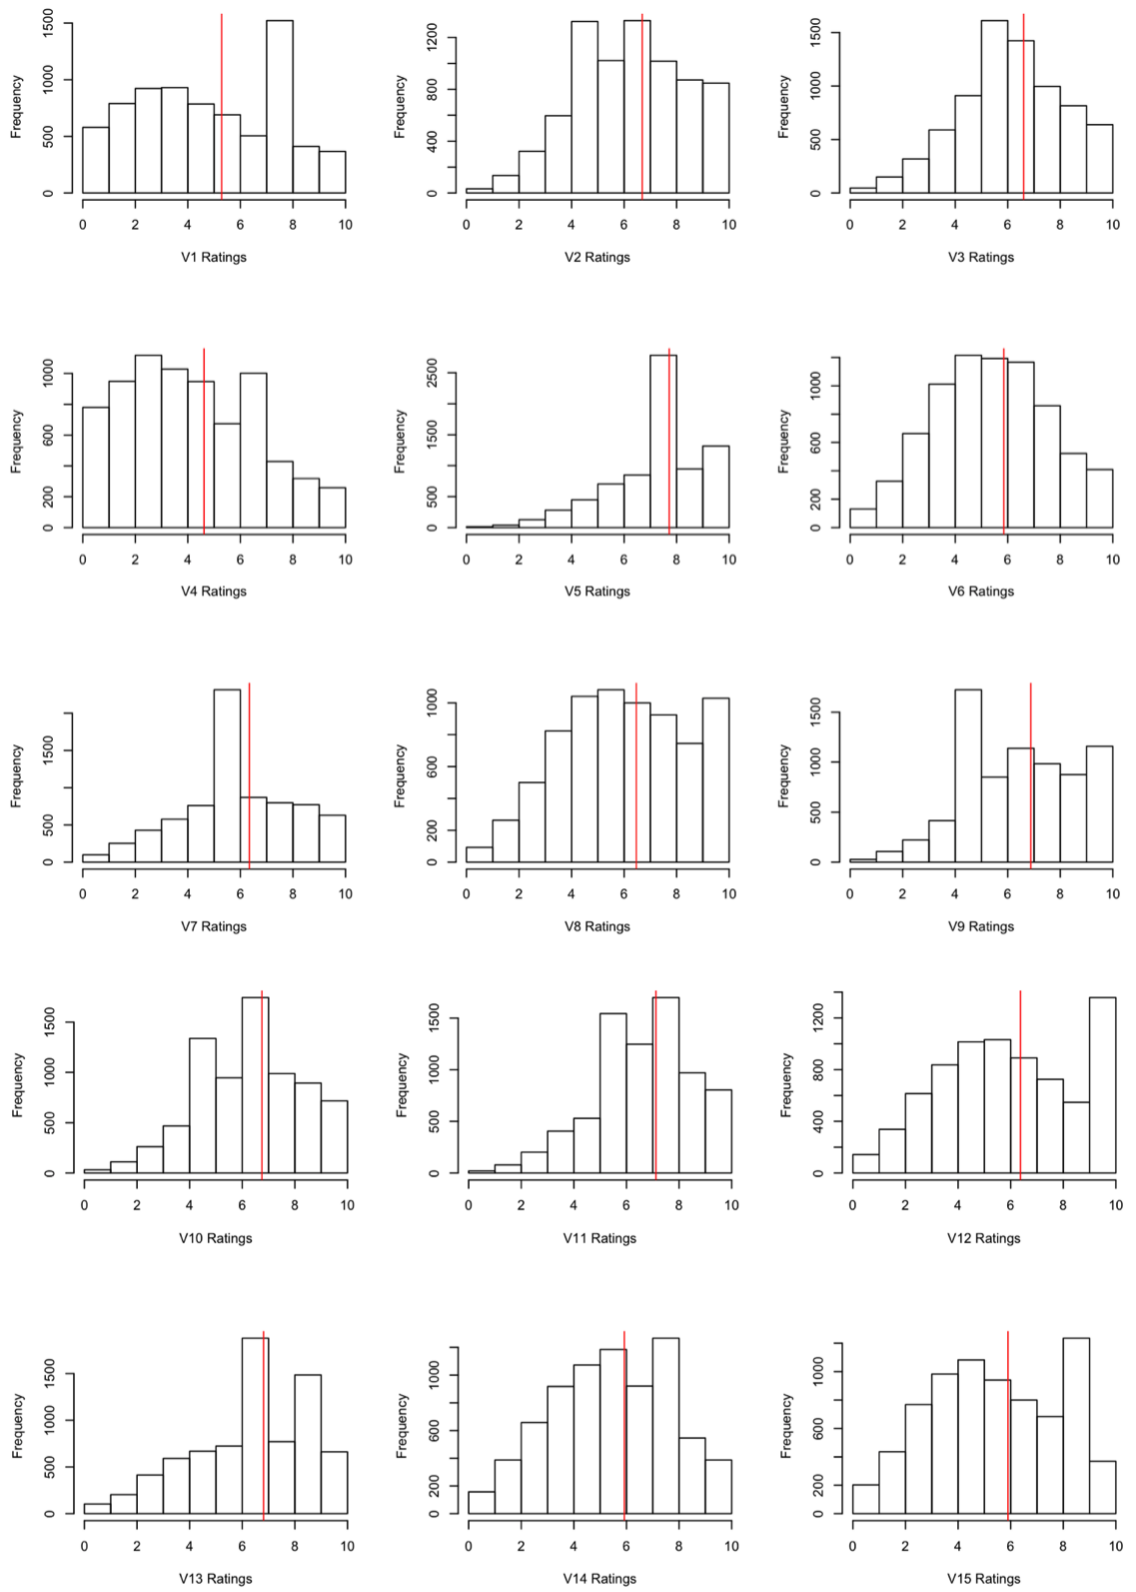 Frequency
0 500 1000 1500
0 2 4 6 8 10
V1 Ratings
Frequency
0 400 800 1200
0 2 4 6 8 10
V2 Ratings
Frequency
0 500 1000 1500
0 2 4 6 8 10
V3 Ratings
Frequency
0 200 600 1000
0 2 4 6 8 10
V4 Ratings
Frequency
0 500 1500 2500
0 2 4 6 8 10
V5 Ratings
Frequency
0 200 600 1000
0 2 4 6 8 10
V6 Ratings
Frequency
0 500 1500
0 2 4 6 8 10
V7 Ratings
Frequency
0 200 600 1000
0 2 4 6 8 10
V8 Ratings
Frequency
0 500 1000 1500
0 2 4 6 8 10
V9 Ratings
Frequency
0 500 1000 1500
0 2 4 6 8 10
V10 Ratings
Frequency
0 500 1000 1500
0 2 4 6 8 10
V11 Ratings
Frequency
0 400 800 1200
0 2 4 6 8 10
V12 Ratings
Frequency
0 500 1000 1500
0 2 4 6 8 10
V13 Ratings
Frequency
0 200 600 1000
0 2 4 6 8 10
V14 Ratings
Frequency
0 200 600 1000
0 2 4 6 8 10
V15 Ratings